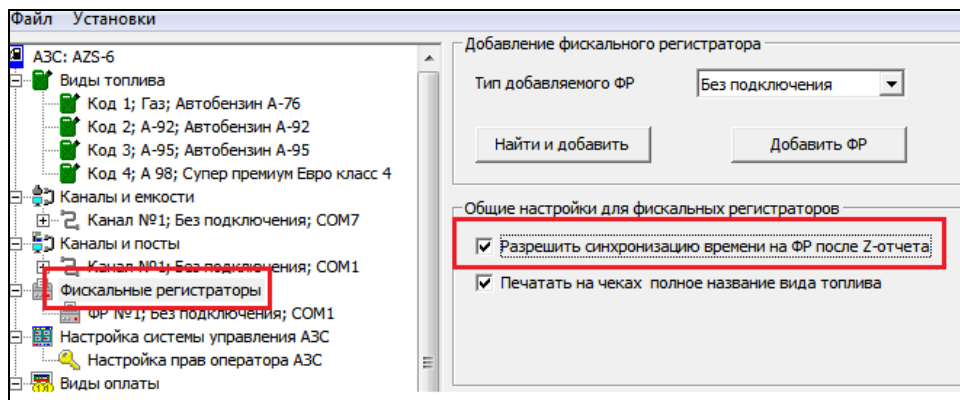 Файл Установки
АЗС: AZS-6
Виды топлива
Код 1; Газ; Автобензин А-76
Код 2; А-92; Автобензин А-92
Код 3; А-95; Автобензин А-95
Код 4; А 98; Супер премиум Евро класс 4
Каналы и емкости
Канал №1; Без подключения; COM7
Каналы и посты
Канал №1; Без подключения; COM1
Фискальные регистраторы
ФР №1; Без подключения; COM1
Настройка системы управления АЗС
Настройка прав оператора АЗС
Виды оплаты
Добавление фискального регистратора
Тип добавляемого ФР Без подключения
Найти и добавить Добавить ФР
Общие настройки для фискальных регистраторов
Разрешить синхронизацию времени на ФР после Z-отчета
Печатать на чеках полное название вида топлива